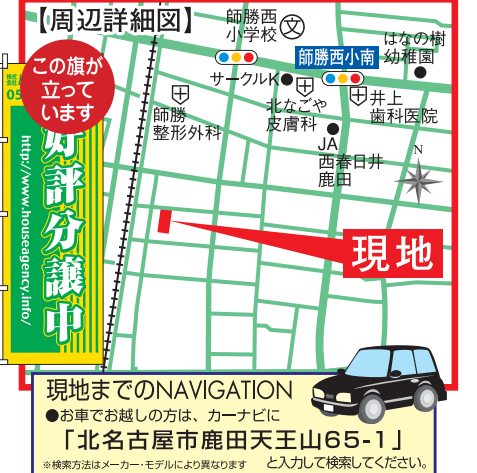 【周辺詳細図】
師勝西
小学校
文
はなの樹
幼稚園
この旗が
立って
います
05
師勝西小南
サークルK
師勝
整形外科
北なごや
皮膚科
井上
歯科医院
JA
西春日井
鹿田
N
好評分譲中
http://www.houseagency.info/
現地
現地までのNAVIGATION
●お車でお越しの方は、カーナビに
「北名古屋市鹿田天王山65-1」
※検索方法はメーカー・モデルにより異なります
と入力して検索してください。